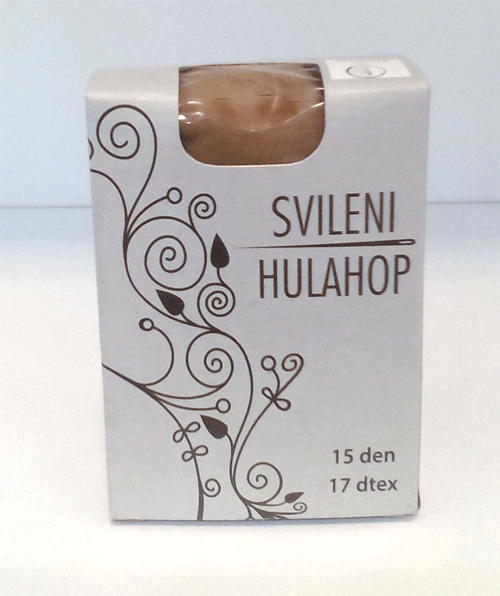 SVILENI
HULAHOP
15 den
17 dtex